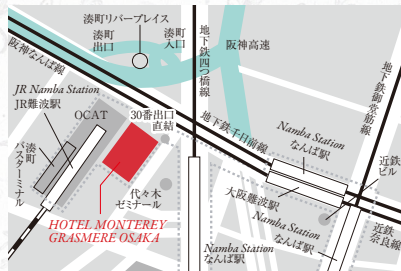 湊町リバープレイス
湊町
出口
湊町
入口
阪神高速
阪神なんば線
地下鉄四つ橋線
地下鉄御堂筋線
JR Namba Station
JR難波駅
OCAT
30番出口
直結
地下鉄千日前線
Namba Station
なんば駅
近鉄
ビル
湊町
バスターミナル
代々木
ゼミナール
大阪難波駅
Namba Station
なんば駅
HOTEL MONTEREY
GRASMERE OSAKA
Namba Station
なんば駅
近鉄
奈良線